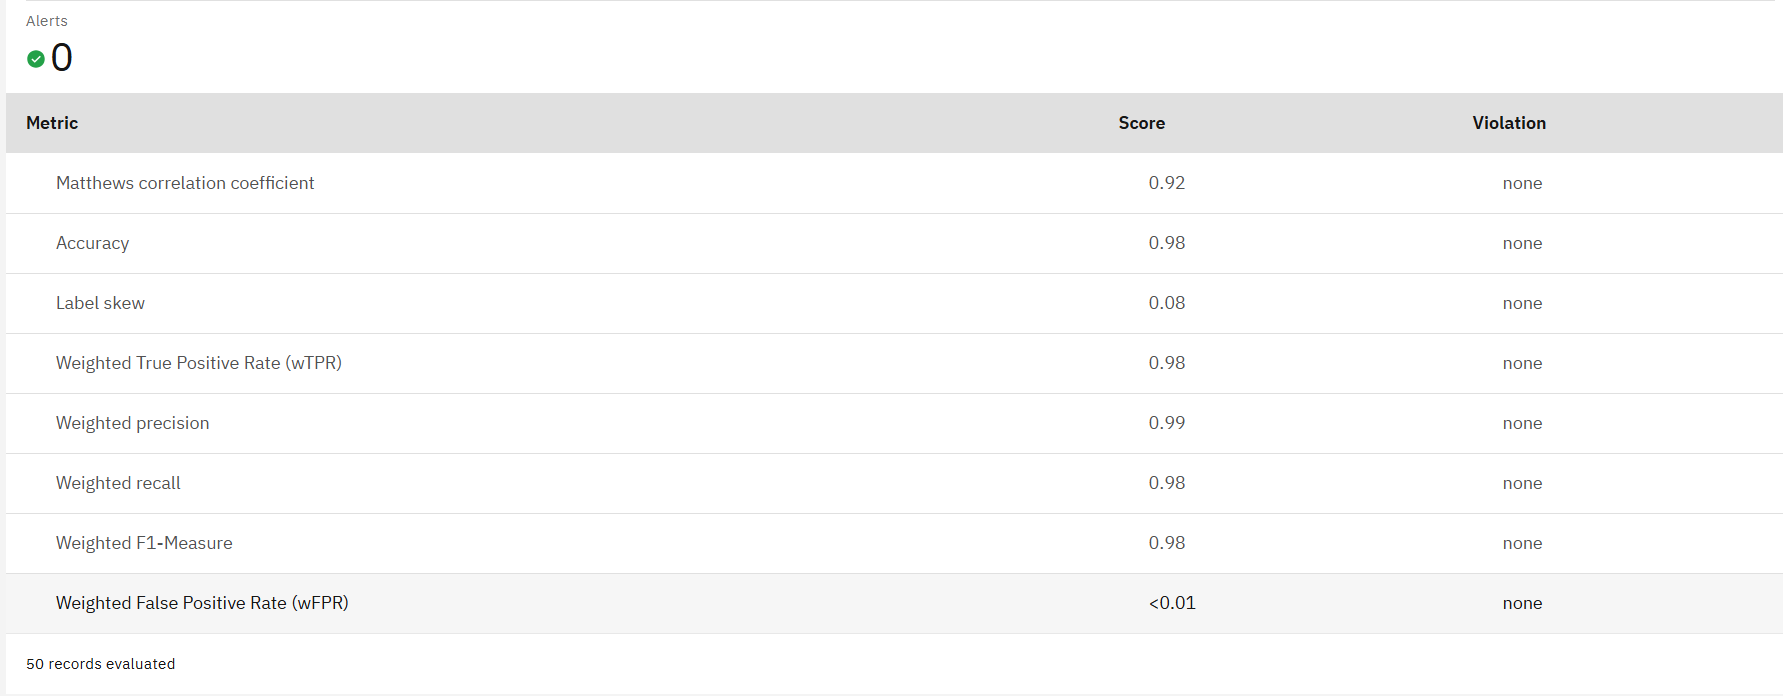 Alerts
0
Metric Score Violation
Matthews correlation coefficient 0.92 none
Accuracy 0.98 none
Label skew 0.08 none
Weighted True Positive Rate (wTPR) 0.98 none
Weighted precision 0.99 none
Weighted recall 0.98 none
Weighted F1-Measure 0.98 none
Weighted False Positive Rate (wFPR) <0.01 none
50 records evaluated